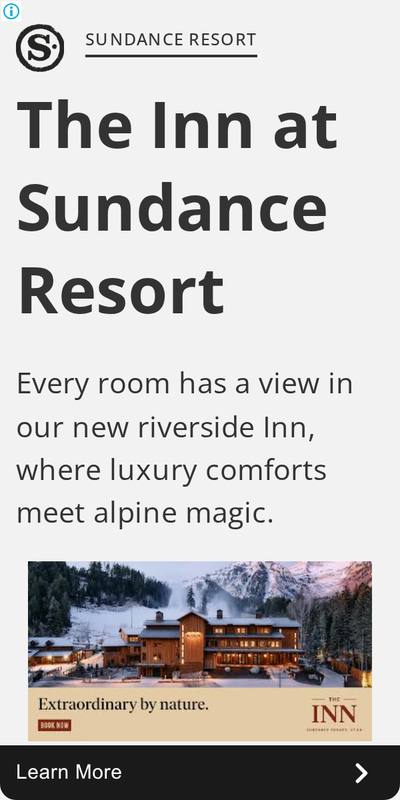 SUNDANCE RESORT
The Inn at
Sundance
Resort
Every room has a view in
our new riverside Inn,
where luxury comforts
meet alpine magic.
Extraordinary by nature.
BOOK NOW
THE
INN
Learn More